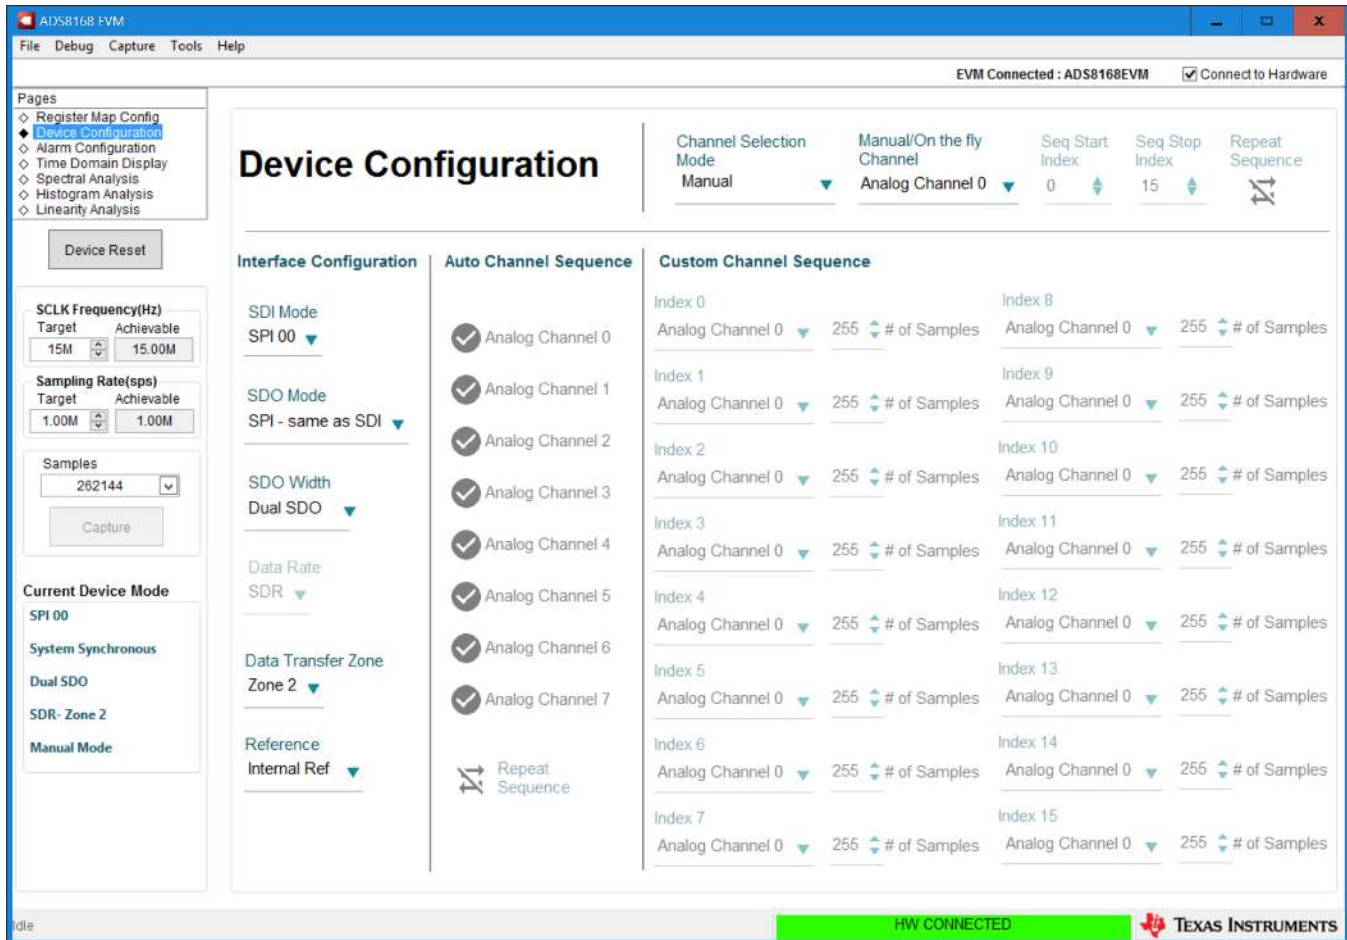 ADS8168 EVM
File Debug Capture Tools Help
EVM Connected : ADS8168EVM Connect to Hardware
Pages
Register Map Config
Device Configuration
Alarm Configuration
Time Domain Display
Spectral Analysis
Histogram Analysis
Linearity Analysis
Device Reset
SCLK Frequency(Hz)
Target Achievable
15M 15.00M
Sampling Rate(sps)
Target Achievable
1.00M 1.00M
Samples
262144
Capture
Current Device Mode
SPI 00
System Synchronous
Dual SDO
SDR- Zone 2
Manual Mode
Device Configuration
Channel Selection
Mode
Manual
Manual/On the fly
Channel
Analog Channel 0
Seq Start
Index
0
Seq Stop
Index
15
Repeat
Sequence
Interface Configuration
SDI Mode
SPI 00
SDO Mode
SPI - same as SDI
SDO Width
Dual SDO
Data Rate
SDR
Data Transfer Zone
Zone 2
Reference
Internal Ref
Auto Channel Sequence
Analog Channel 0
Analog Channel 1
Analog Channel 2
Analog Channel 3
Analog Channel 4
Analog Channel 5
Analog Channel 6
Analog Channel 7
Repeat
Sequence
Custom Channel Sequence
Index 0
Analog Channel 0 255 # of Samples
Index 1
Analog Channel 0 255 # of Samples
Index 2
Analog Channel 0 255 # of Samples
Index 3
Analog Channel 0 255 # of Samples
Index 4
Analog Channel 0 255 # of Samples
Index 5
Analog Channel 0 255 # of Samples
Index 6
Analog Channel 0 255 # of Samples
Index 7
Analog Channel 0 255 # of Samples
Index 8
Analog Channel 0 255 # of Samples
Index 9
Analog Channel 0 255 # of Samples
Index 10
Analog Channel 0 255 # of Samples
Index 11
Analog Channel 0 255 # of Samples
Index 12
Analog Channel 0 255 # of Samples
Index 13
Analog Channel 0 255 # of Samples
Index 14
Analog Channel 0 255 # of Samples
Index 15
Analog Channel 0 255 # of Samples
Idle
HW CONNECTED
TEXAS INSTRUMENTS